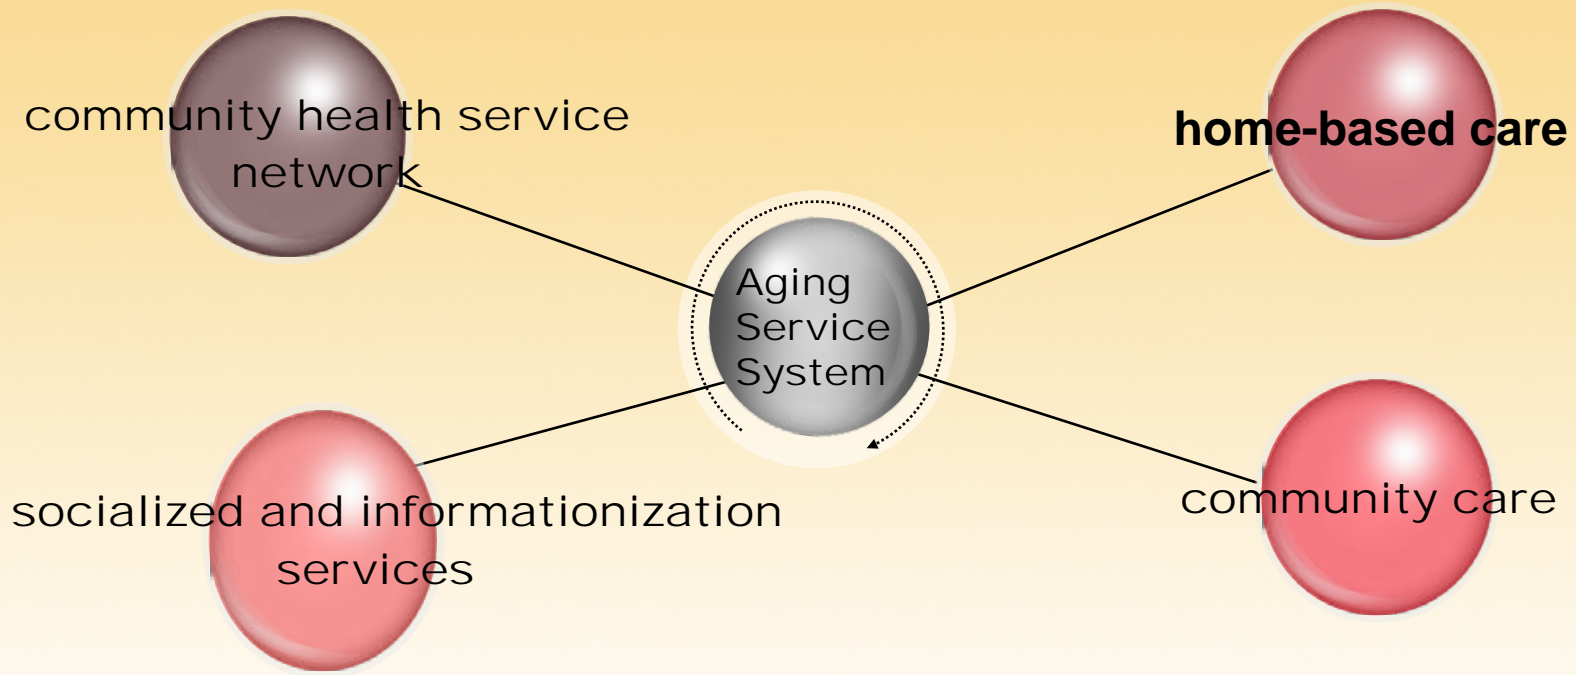 community health service
network
home-based care
Aging
Service
System
socialized and informationization
services
community care